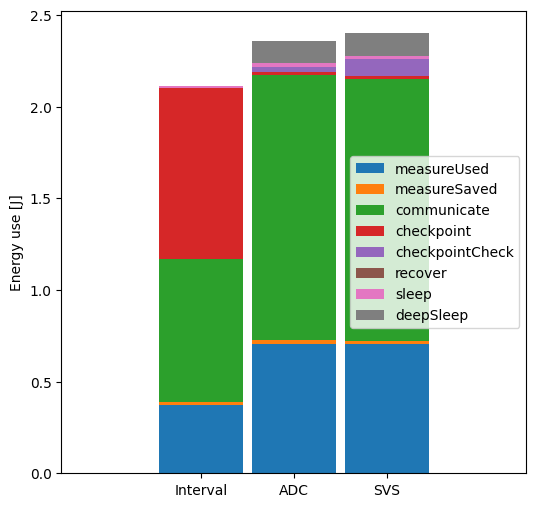 2.5
2.0
1.5
1.0
0.5
0.0
Energy use [J]
measureUsed
measureSaved
communicate
checkpoint
checkpointCheck
recover
sleep
deepSleep
Interval ADC SVS